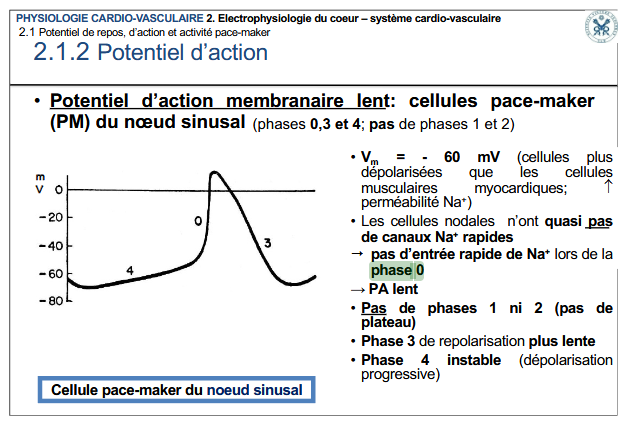 PHYSIOLOGIE CARDIO-VASCULAIRE 2. Electrophysiologie du coeur – système cardio-vasculaire
2.1 Potentiel de repos, d'action et activité pace-maker
2.1.2 Potentiel d'action
• Potentiel d'action membranaire lent: cellules pace-maker
(PM) du nœud sinusal (phases 0,3 et 4; pas de phases 1 et 2)
m
V 0
−20
−40
−60
−80
4
0
3
Cellule pace-maker du noeud sinusal
• Vm = - 60 mV (cellules plus
dépolarisées que les cellules
musculaires myocardiques; ↑
perméabilité Na⁺)
• Les cellules nodales n'ont quasi pas
de canaux Na⁺ rapides
→ pas d'entrée rapide de Na⁺ lors de la
phase 0
→ PA lent
• Pas de phases 1 ni 2 (pas de
plateau)
• Phase 3 de repolarisation plus lente
• Phase 4 instable (dépolarisation
progressive)